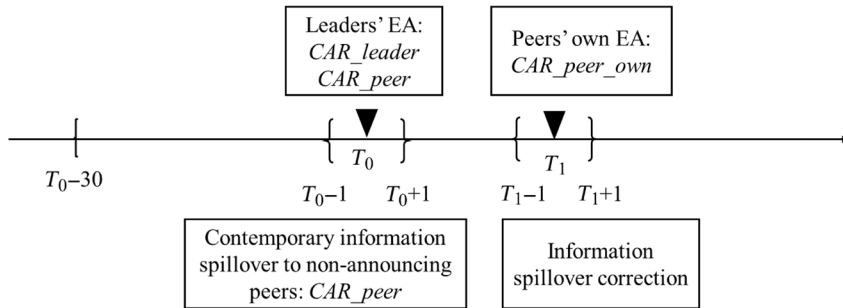 Leaders’ EA:
CAR_leader
CAR_peer
Peers’ own EA:
CAR_peer_own
T0
T1
T0−30
T0−1
T0+1
T1−1
T1+1
Contemporary information
spillover to non-announcing
peers: CAR_peer
Information
spillover correction